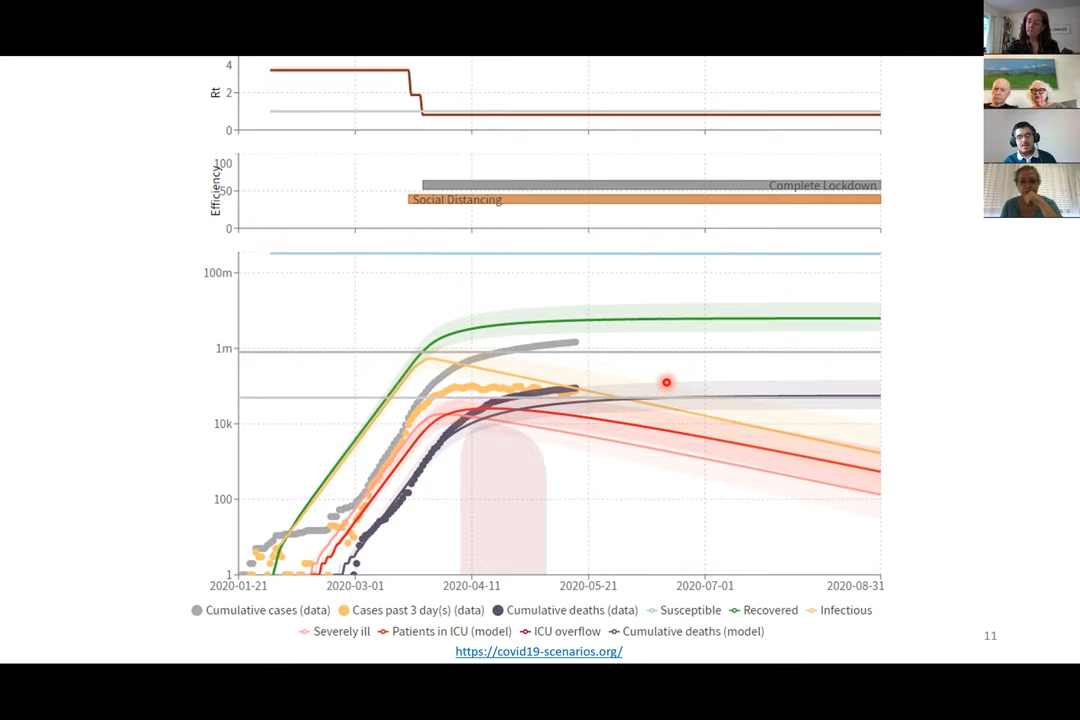 4
Rt
2
0
100
Efficiency
50
Complete Lockdown
Social Distancing
0
100m
1m
10k
100
1
2020-01-21 2020-03-01 2020-04-11 2020-05-21 2020-07-01 2020-08-31
Cumulative cases (data) Cases past 3 day(s) (data) Cumulative deaths (data) Susceptible Recovered Infectious
Severely ill Patients in ICU (model) ICU overflow Cumulative deaths (model)
11
https://covid19-scenarios.org/